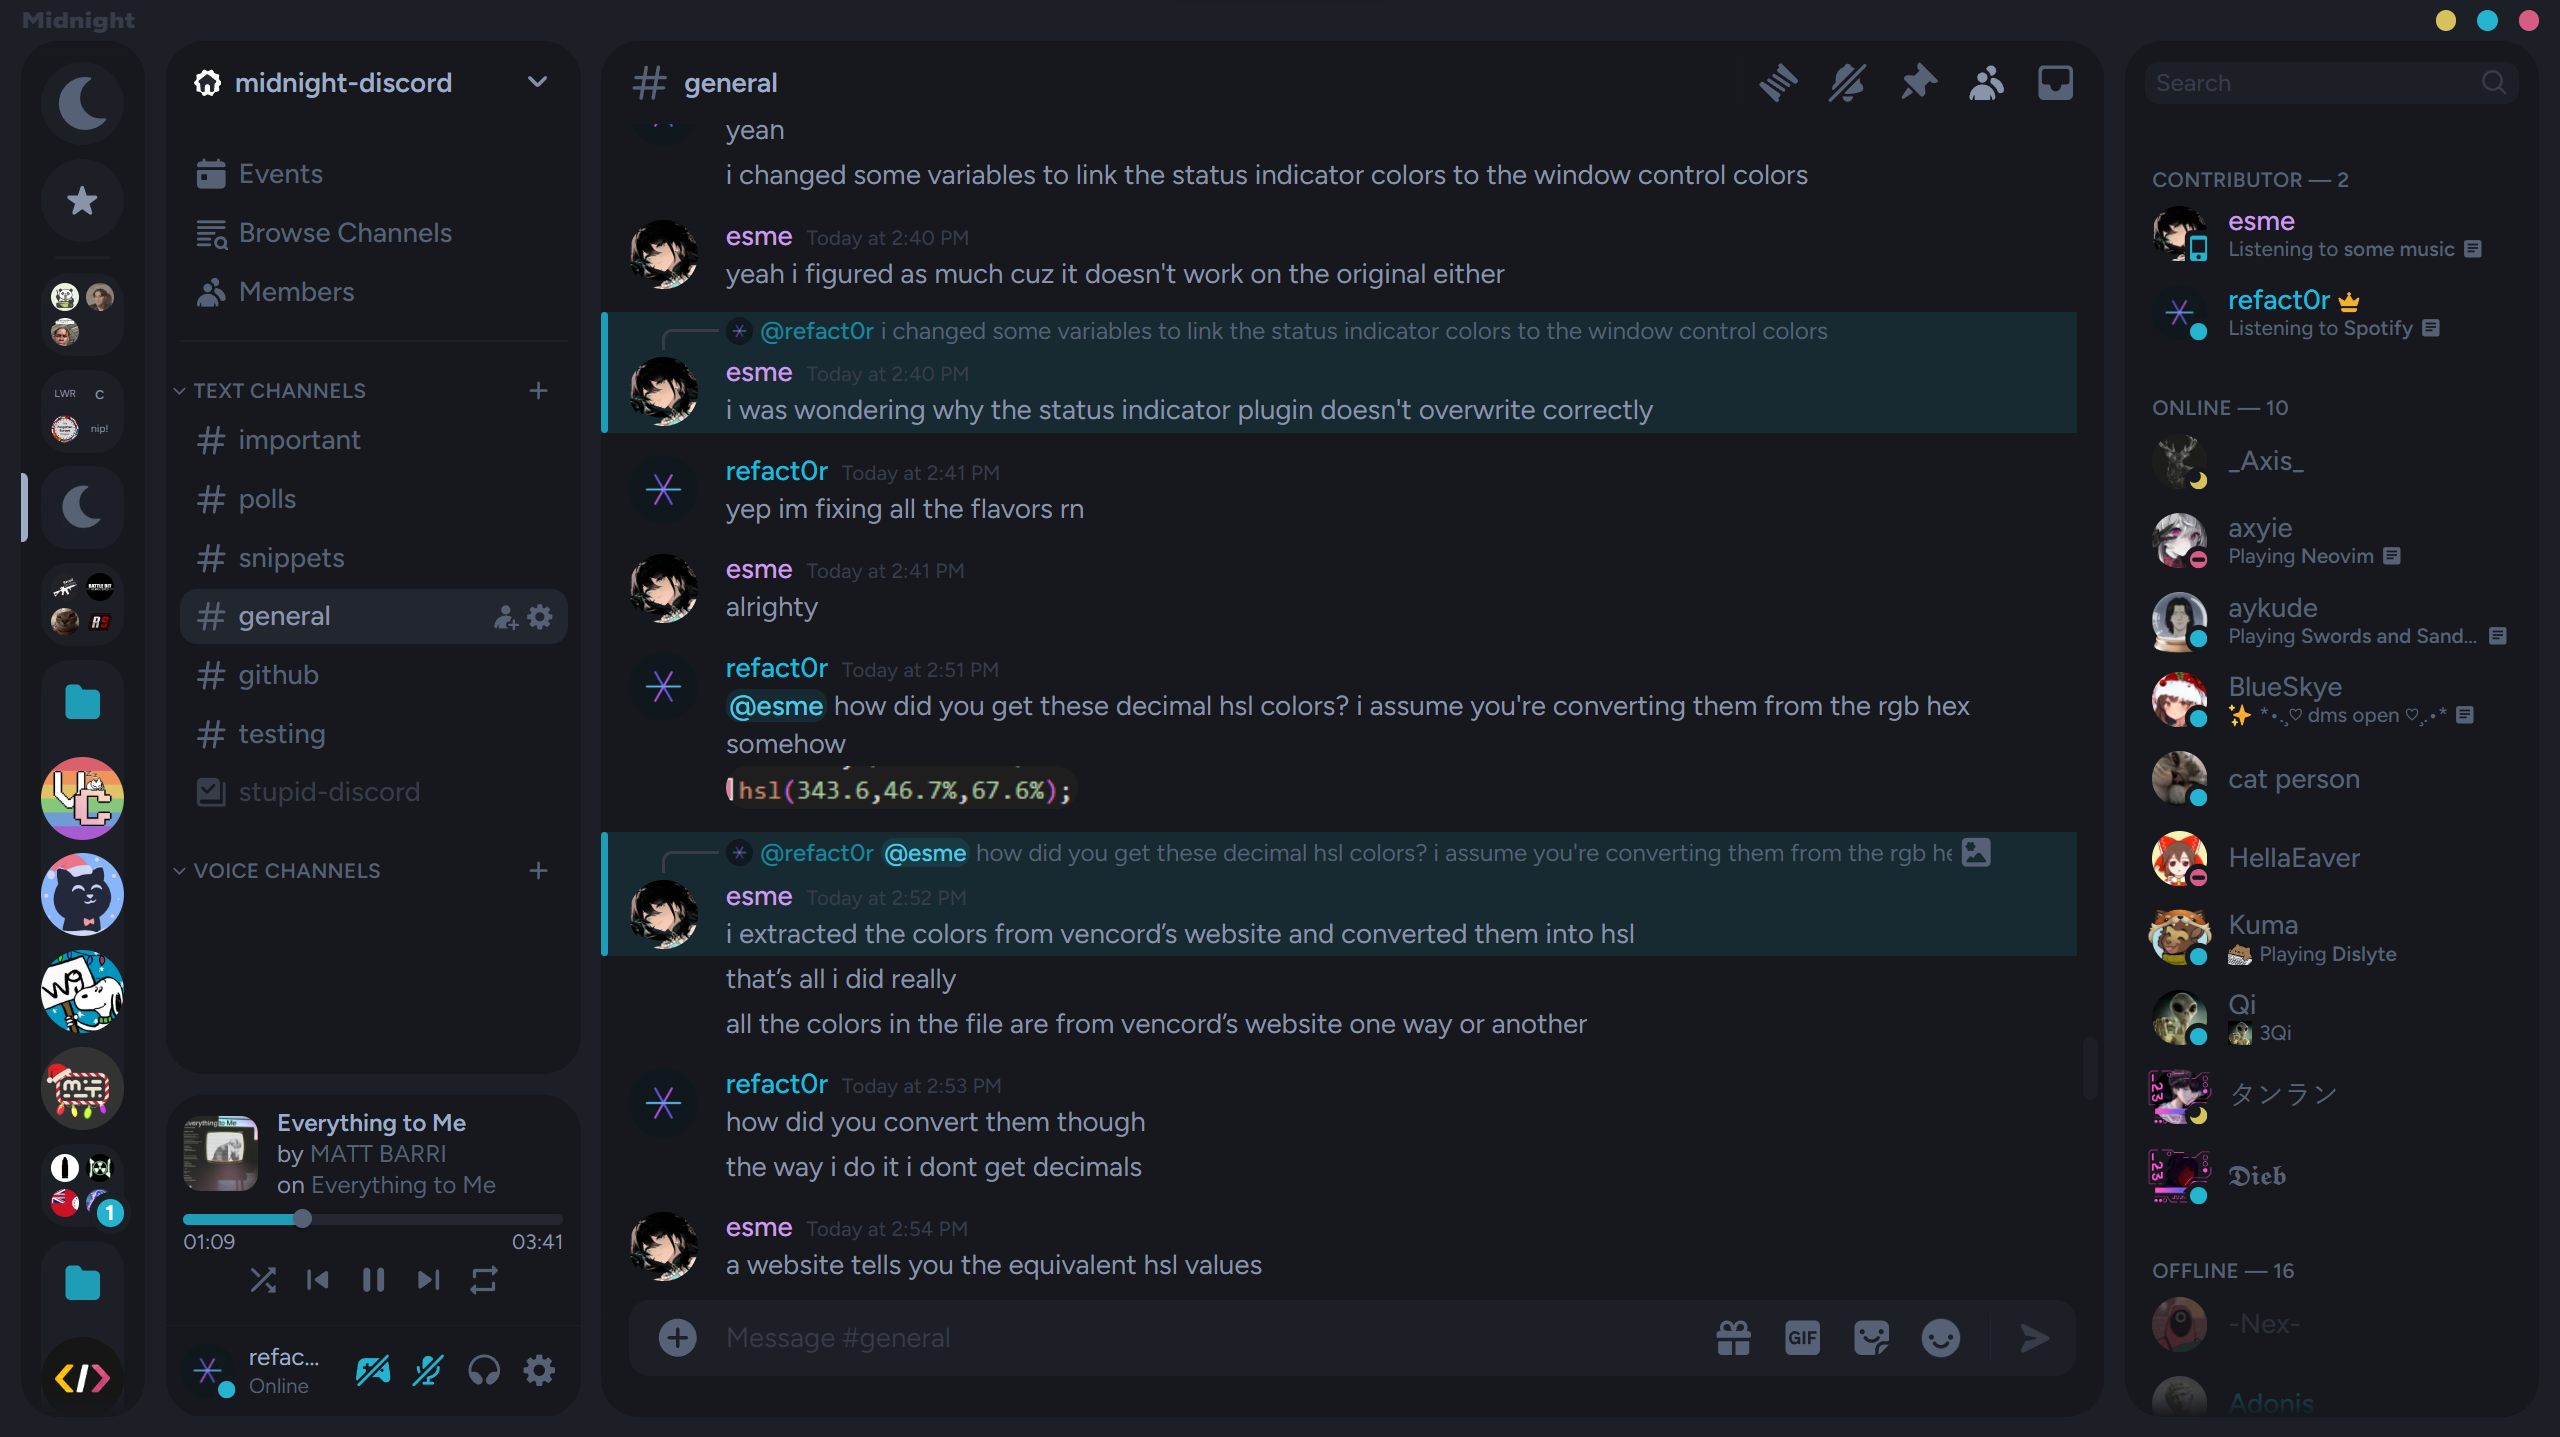 Midnight
midnight-discord
Events
Browse Channels
Members
TEXT CHANNELS
important
polls
snippets
general
github
testing
stupid-discord
VOICE CHANNELS
LWR C
nip!
1
Everything to Me
by MATT BARRI
on Everything to Me
01:09 03:41
refac...
Online
general
yeah
i changed some variables to link the status indicator colors to the window control colors
esme Today at 2:40 PM
yeah i figured as much cuz it doesn't work on the original either
@refact0r i changed some variables to link the status indicator colors to the window control colors
esme Today at 2:40 PM
i was wondering why the status indicator plugin doesn't overwrite correctly
refact0r Today at 2:41 PM
yep im fixing all the flavors rn
esme Today at 2:41 PM
alrighty
refact0r Today at 2:51 PM
@esme how did you get these decimal hsl colors? i assume you're converting them from the rgb hex
somehow
hsl(343.6,46.7%,67.6%);
@refact0r @esme how did you get these decimal hsl colors? i assume you're converting them from the rgb he
esme Today at 2:52 PM
i extracted the colors from vencord’s website and converted them into hsl
that’s all i did really
all the colors in the file are from vencord’s website one way or another
refact0r Today at 2:53 PM
how did you convert them though
the way i do it i dont get decimals
esme Today at 2:54 PM
a website tells you the equivalent hsl values
Message #general
GIF
Search
CONTRIBUTOR — 2
esme
Listening to some music
refact0r
Listening to Spotify
ONLINE — 10
_Axis_
axyie
Playing Neovim
aykude
Playing Swords and Sand...
BlueSkye
✨ *•.¸♡ dms open ♡¸.•*
cat person
HellaEaver
Kuma
Playing Dislyte
Qi
3Qi
タンラン
𝕯𝖎𝖊𝖇
OFFLINE — 16
-Nex-
Adonis